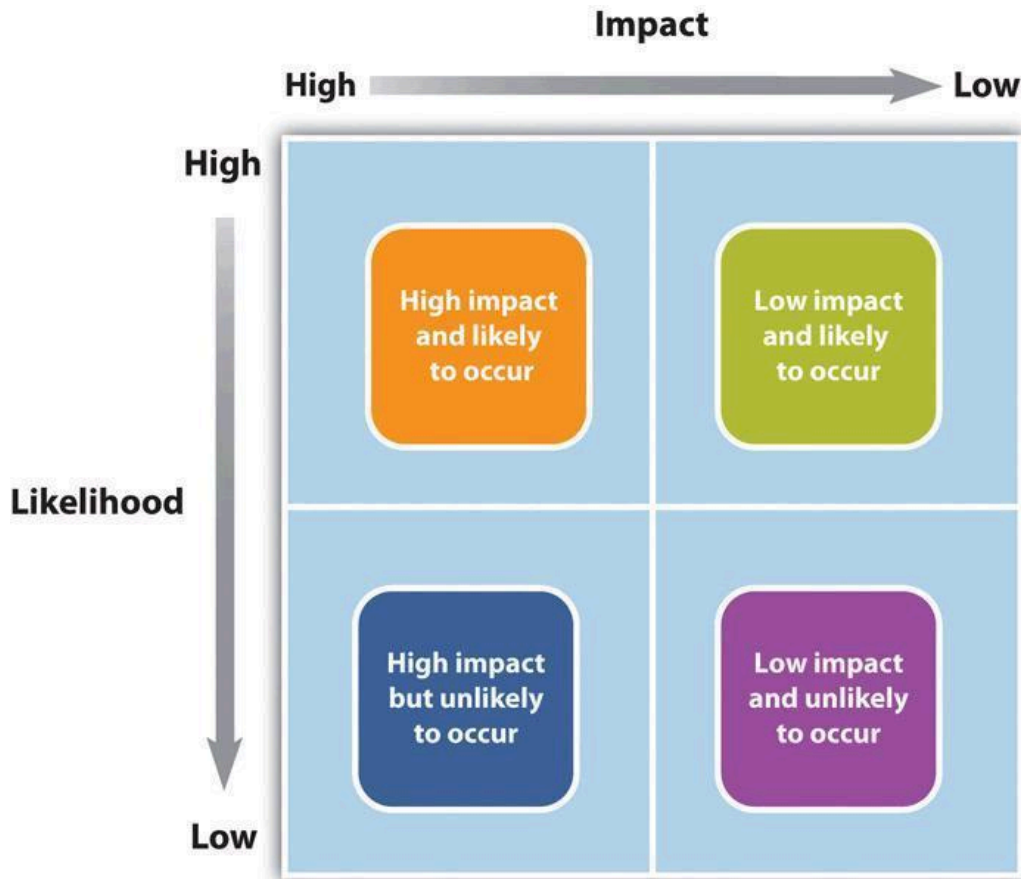 Impact
High
Low
High
High impact
and likely
to occur
Low impact
and likely
to occur
Likelihood
High impact
but unlikely
to occur
Low impact
and unlikely
to occur
Low